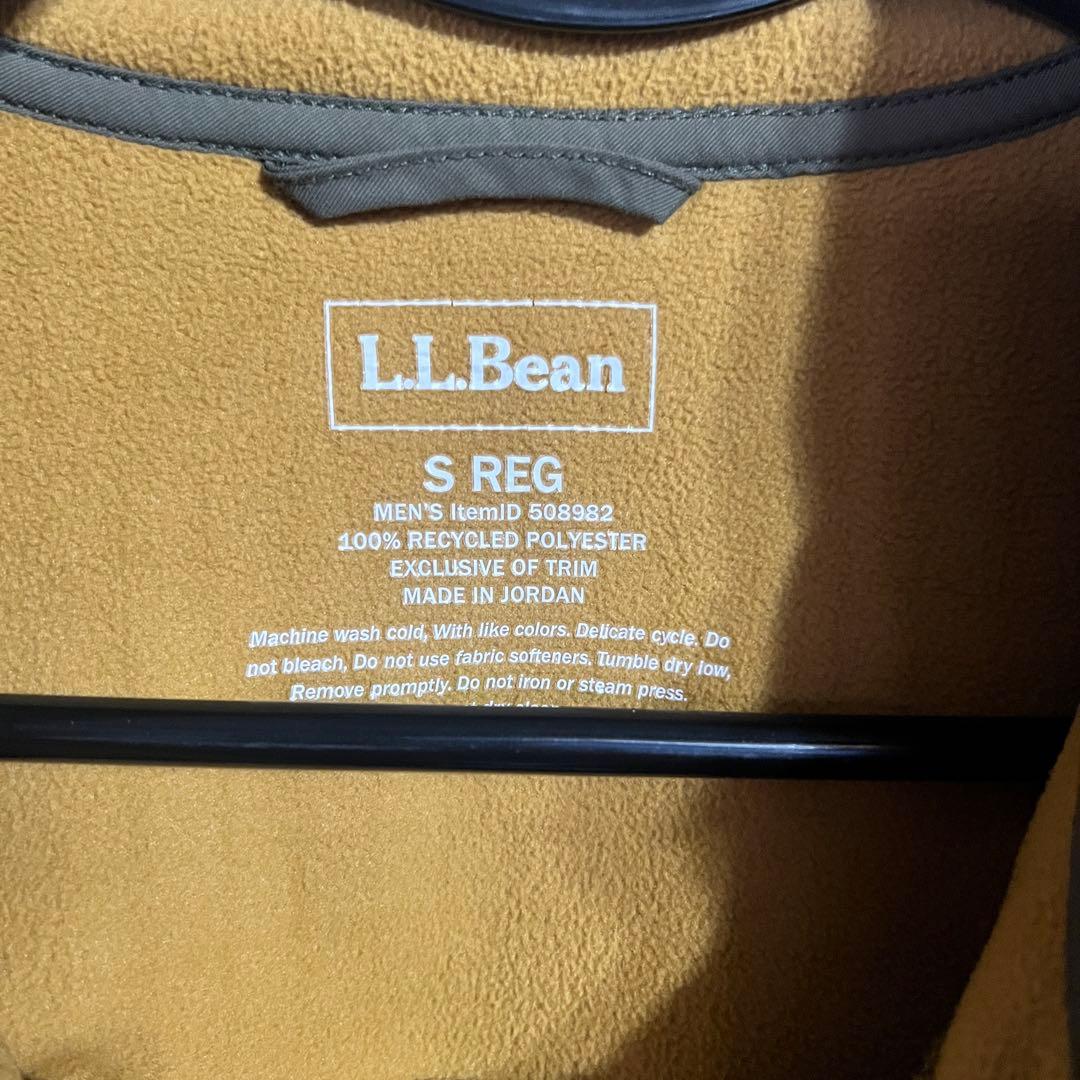 L.L.Bean
S REG
MEN'S ItemID 508982
100% RECYCLED POLYESTER
EXCLUSIVE OF TRIM
MADE IN JORDAN
Machine wash cold, With like colors. Delicate cycle. Do
not bleach, Do not use fabric softeners. Tumble dry low,
Remove promptly. Do not iron or steam press.